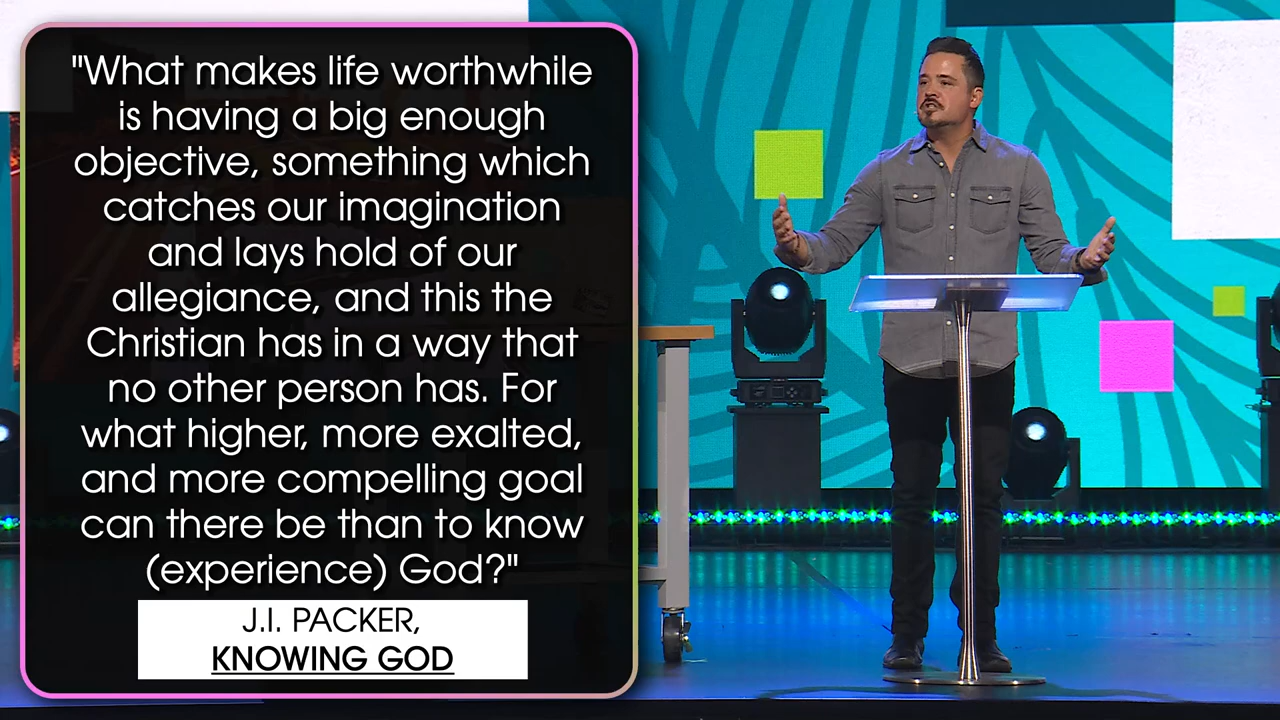 "What makes life worthwhile
is having a big enough
objective, something which
catches our imagination
and lays hold of our
allegiance, and this the
Christian has in a way that
no other person has. For
what higher, more exalted,
and more compelling goal
can there be than to know
(experience) God?"
J.I. PACKER,
KNOWING GOD